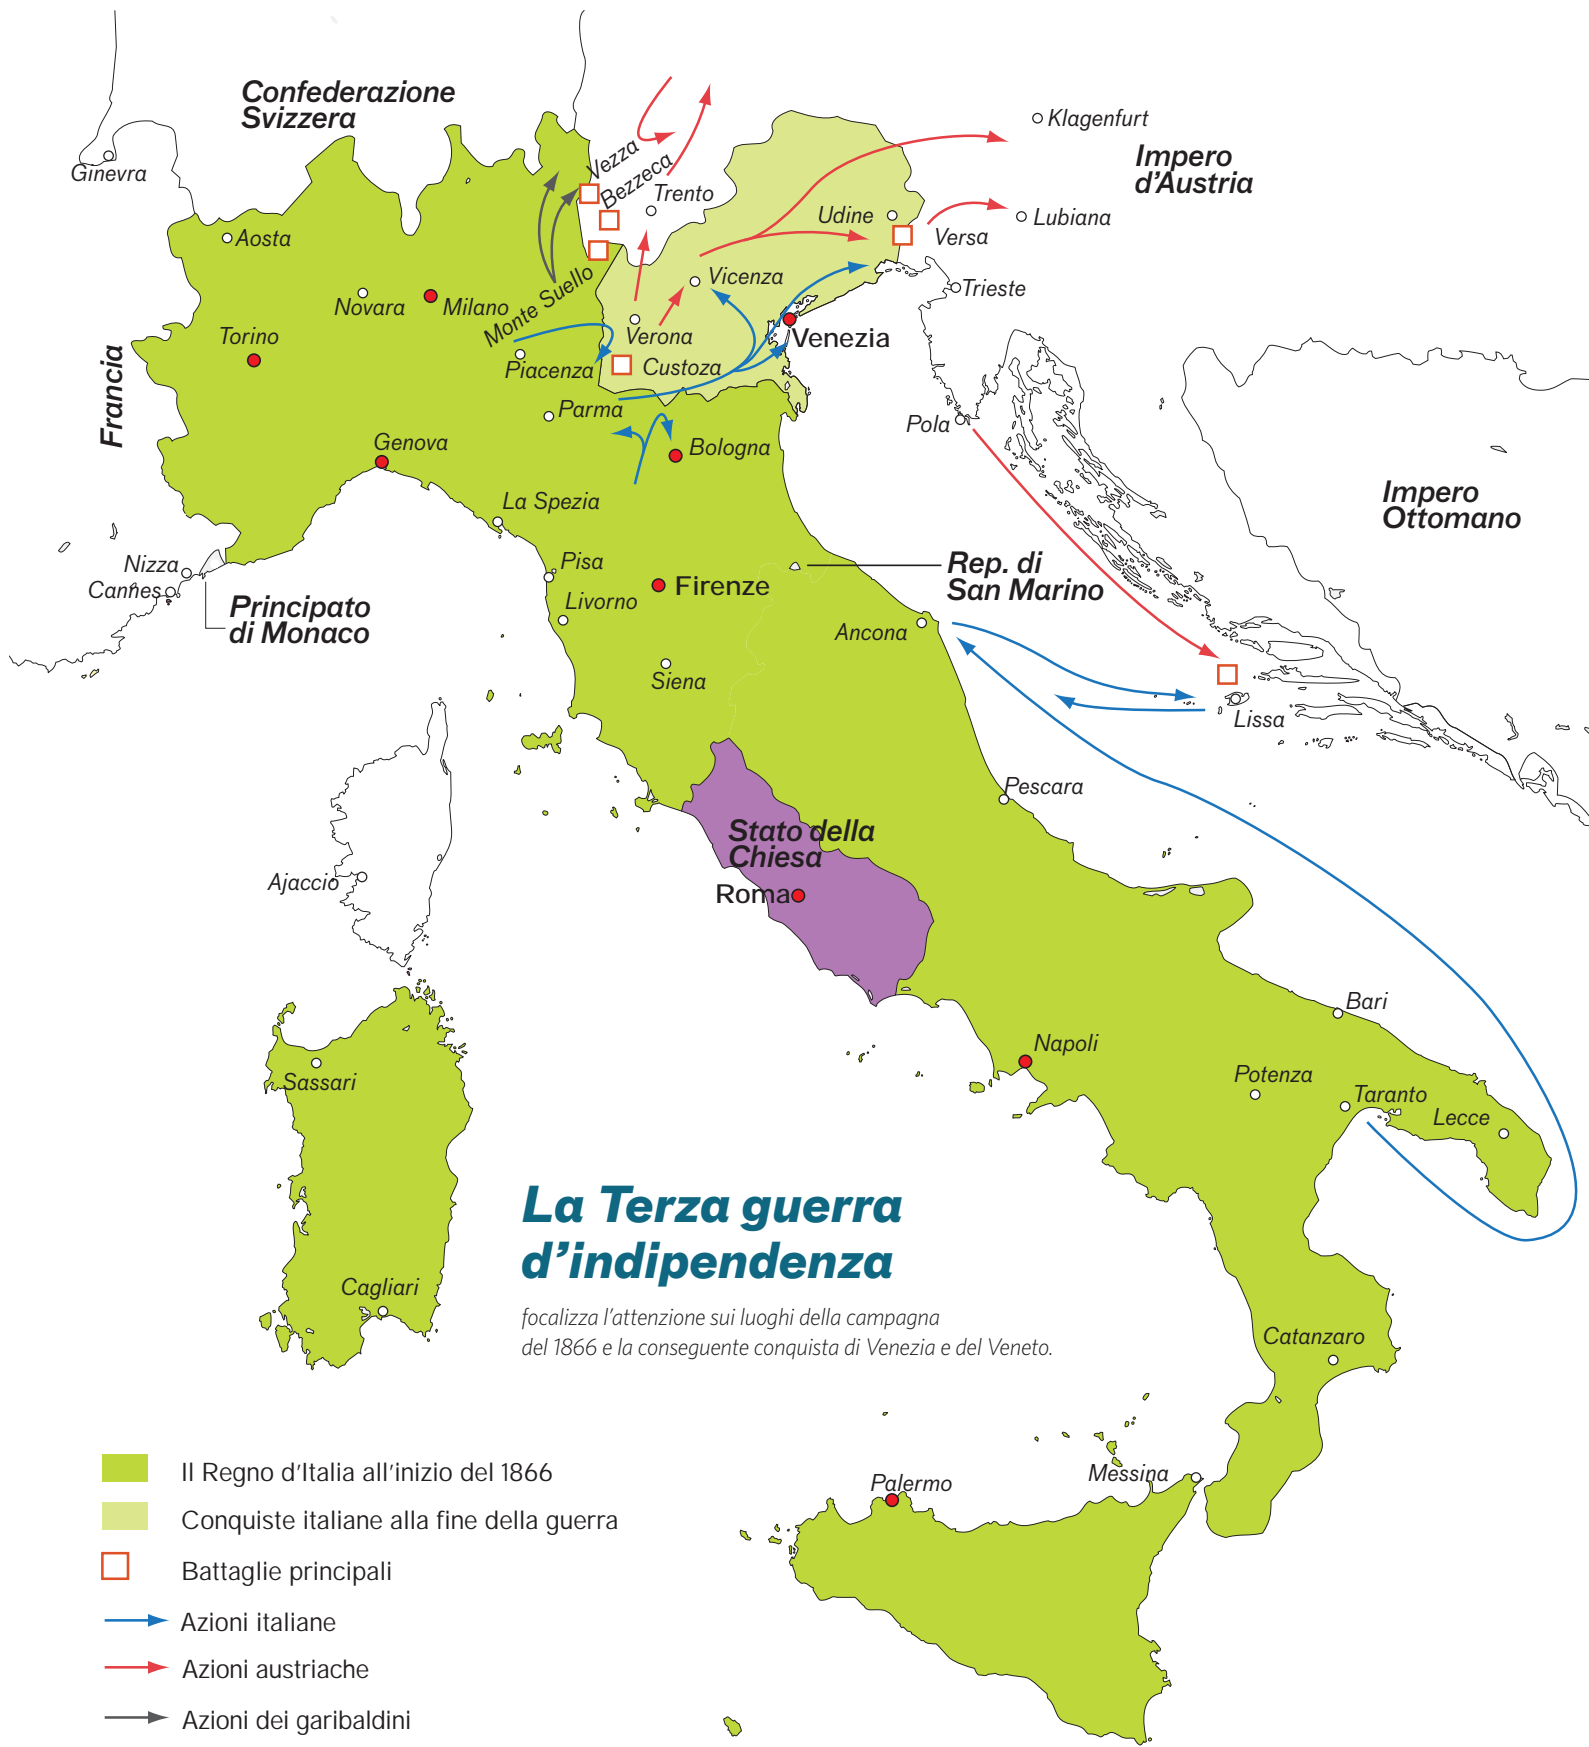 Confederazione
Svizzera
Ginevra
Klagenfurt
Impero
d'Austria
Vezza
Bezzeca
Trento
Udine
Versa
Lubiana
Aosta
Vicenza
Trieste
Novara
Milano
Monte Suello
Torino
Verona
Venezia
Francia
Piacenza
Custoza
Parma
Pola
Genova
Bologna
La Spezia
Impero
Ottomano
Nizza
Cannes
Pisa
Firenze
Rep. di
San Marino
Principato
di Monaco
Livorno
Ancona
Siena
Lissa
Pescara
Stato della
Chiesa
Ajaccio
Roma
Bari
Napoli
Sassari
Potenza
Taranto
Lecce
La Terza guerra
d’indipendenza
focalizza l’attenzione sui luoghi della campagna
del 1866 e la conseguente conquista di Venezia e del Veneto.
Cagliari
Catanzaro
Messina
Palermo
Il Regno d'Italia all'inizio del 1866
Conquiste italiane alla fine della guerra
Battaglie principali
Azioni italiane
Azioni austriache
Azioni dei garibaldini